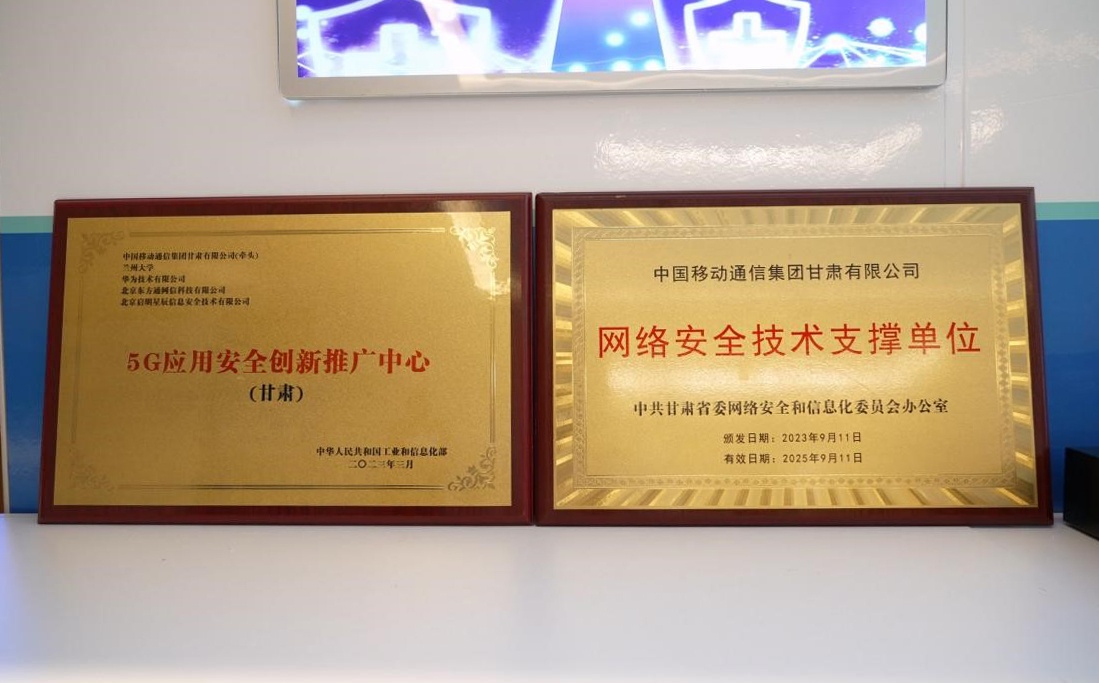 中国移动通信集团甘肃有限公司(牵头)
兰州大学
华为技术有限公司
北京东方通网信科技有限公司
北京启明星辰信息安全技术有限公司
5G应用安全创新推广中心
(甘肃)
中华人民共和国工业和信息化部
二〇二三年三月
中国移动通信集团甘肃有限公司
网络安全技术支撑单位
中共甘肃省委网络安全和信息化委员会办公室
颁发日期：2023年9月11日
有效日期：2025年9月11日